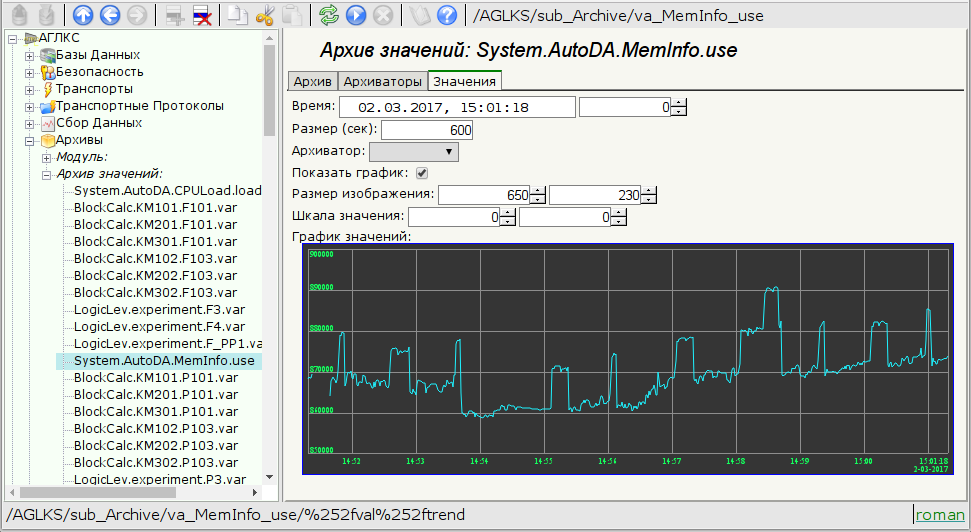 /AGLKS/sub_Archive/va_MemInfo_use
АГЛКС
Базы Данных
Безопасность
Транспорты
Транспортные Протоколы
Сбор Данных
Архивы
Модуль:
Архив значений:
System.AutoDA.CPULoad.load
BlockCalc.KM101.F101.var
BlockCalc.KM201.F101.var
BlockCalc.KM301.F101.var
BlockCalc.KM102.F103.var
BlockCalc.KM202.F103.var
BlockCalc.KM302.F103.var
LogicLev.experiment.F3.var
LogicLev.experiment.F4.var
LogicLev.experiment.F_PP1.va
System.AutoDA.MemInfo.use
BlockCalc.KM101.P101.var
BlockCalc.KM201.P101.var
BlockCalc.KM301.P101.var
BlockCalc.KM102.P103.var
BlockCalc.KM202.P103.var
BlockCalc.KM302.P103.var
LogicLev.experiment.P3.var
Архив значений: System.AutoDA.MemInfo.use
Архив Архиваторы Значения
Время: 02.03.2017, 15:01:18 0
Размер (сек): 600
Архиватор:
Показать график:
Размер изображения: 650 230
Шкала значения: 0 0
График значений:
900000
890000
880000
870000
860000
850000
14:52 14:53 14:54 14:55 14:56 14:57 14:58 14:59 15:00 15:01:18
2-03-2017
/AGLKS/sub_Archive/va_MemInfo_use/%252fval%252ftrend
roman